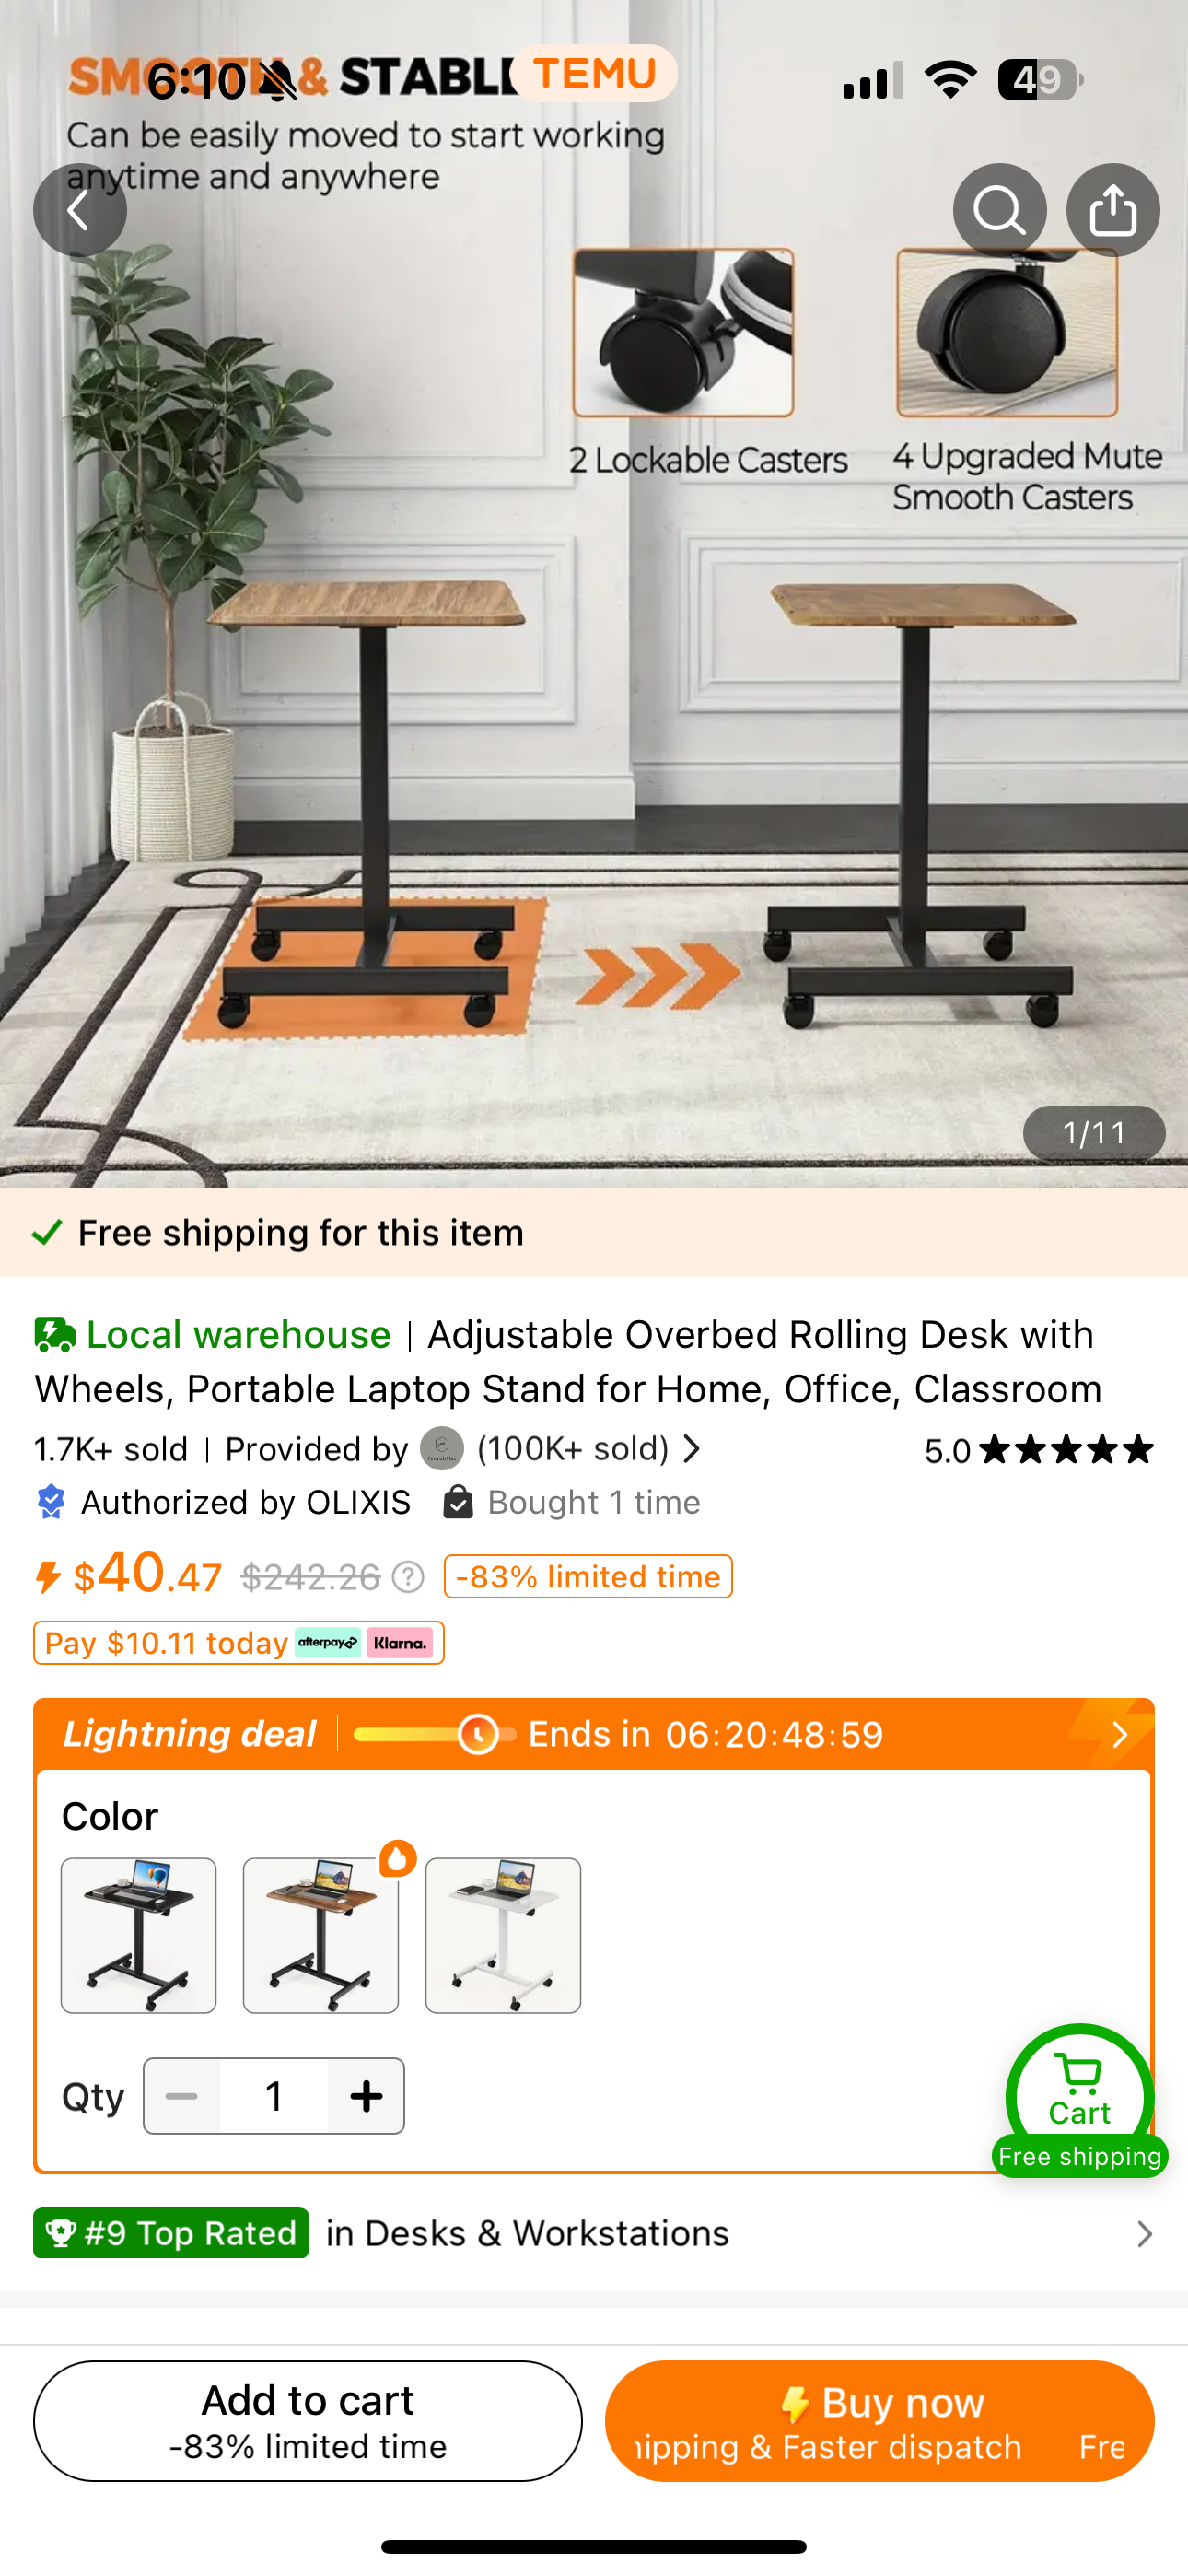 6:10
TEMU
49
SMOOTH & STABLE
Can be easily moved to start working
anytime and anywhere
2 Lockable Casters
4 Upgraded Mute
Smooth Casters
1/11
Free shipping for this item
Local warehouse | Adjustable Overbed Rolling Desk with
Wheels, Portable Laptop Stand for Home, Office, Classroom
1.7K+ sold | Provided by (100K+ sold)
5.0
Authorized by OLIXIS Bought 1 time
$40.47 $242.26 ? -83% limited time
Pay $10.11 today afterpay Klarna.
Lightning deal | Ends in 06:20:48:59
Color
Qty 1
Cart
Free shipping
#9 Top Rated in Desks & Workstations
Add to cart
-83% limited time
Buy now
hipping & Faster dispatch Fre